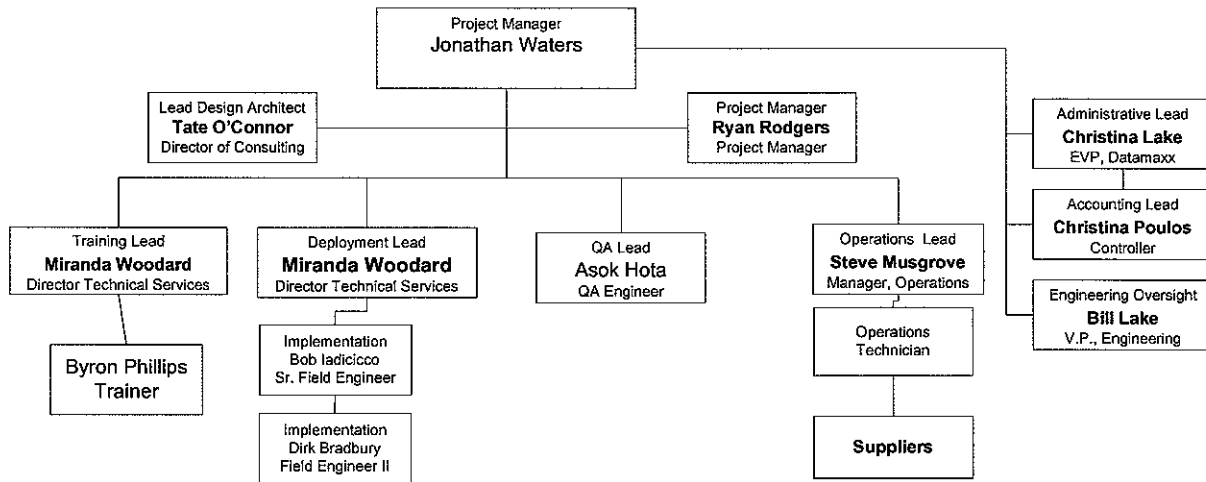 Project Manager
Jonathan Waters
Lead Design Architect
Tate O'Connor
Director of Consulting
Project Manager
Ryan Rodgers
Project Manager
Administrative Lead
Christina Lake
EVP, Datamaxx
Accounting Lead
Christina Poulos
Controller
Engineering Oversight
Bill Lake
V.P., Engineering
Training Lead
Miranda Woodard
Director Technical Services
Deployment Lead
Miranda Woodard
Director Technical Services
QA Lead
Asok Hota
QA Engineer
Operations Lead
Steve Musgrove
Manager, Operations
Byron Phillips
Trainer
Implementation
Bob Iadicicco
Sr. Field Engineer
Operations
Technician
Implementation
Dirk Bradbury
Field Engineer II
Suppliers